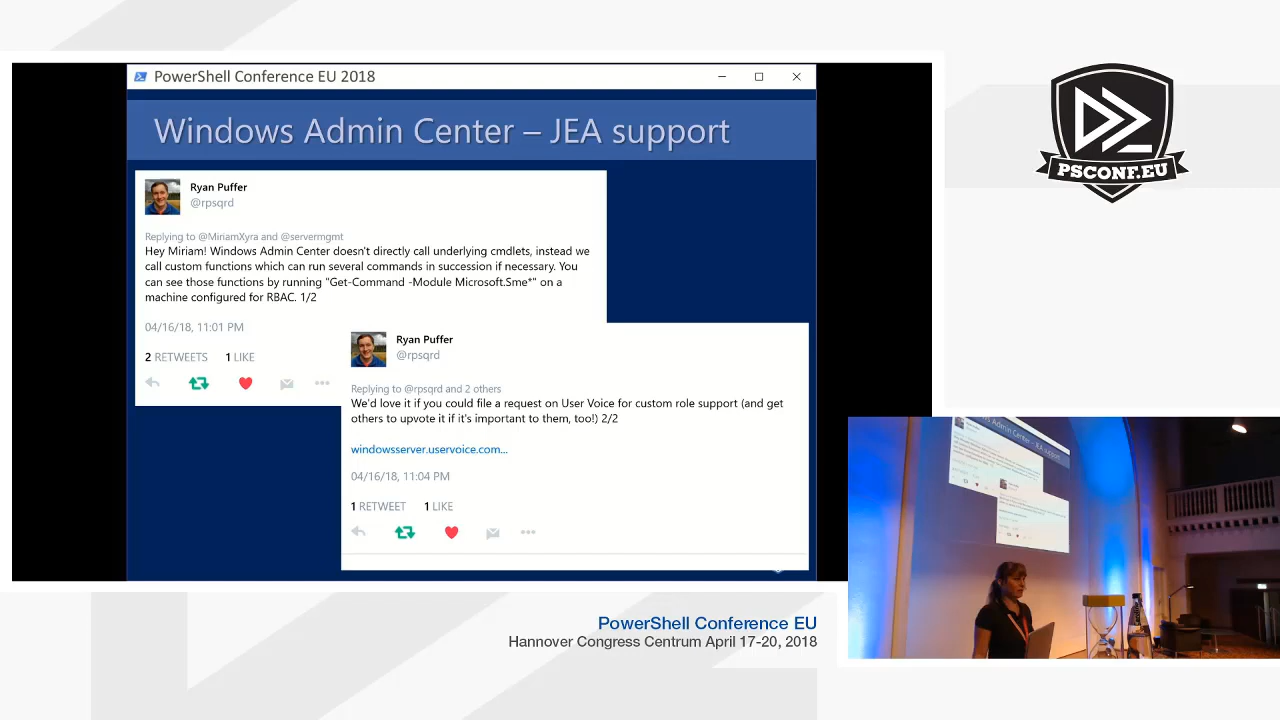 PowerShell Conference EU 2018
Windows Admin Center – JEA support
Ryan Puffer
@rpsqrd
Replying to @MiriamXyra and @servermgmt
Hey Miriam! Windows Admin Center doesn't directly call underlying cmdlets, instead we
call custom functions which can run several commands in succession if necessary. You
can see those functions by running "Get-Command -Module Microsoft.Sme*" on a
machine configured for RBAC. 1/2
04/16/18, 11:01 PM
2 RETWEETS 1 LIKE
Ryan Puffer
@rpsqrd
Replying to @rpsqrd and 2 others
We'd love it if you could file a request on User Voice for custom role support (and get
others to upvote it if it's important to them, too!) 2/2
windowsserver.uservoice.com...
04/16/18, 11:04 PM
1 RETWEET 1 LIKE
PSCONF.EU
PowerShell Conference EU
Hannover Congress Centrum April 17-20, 2018